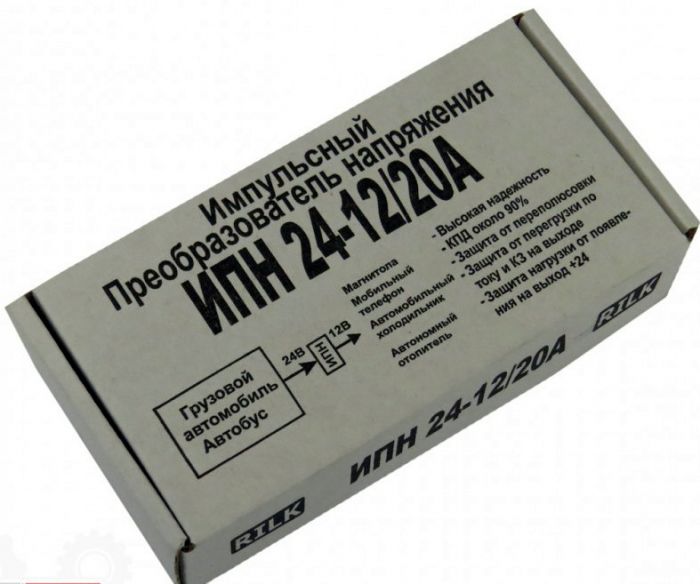 Импульсный
Преобразователь напряжения
ИПН 24-12/20А
- Высокая надежность
- КПД около 90%
- Защита от переполюсовки
- Защита от перегрузки по
току и КЗ на выходе
- Защита нагрузки от появле-
ния на выход +24
Магнитола
Мобильный
телефон
Автомобильный
холодильник
Автономный
отопитель
24В
ИПН
12В
Грузовой
автомобиль
Автобус
RILK
ИПН 24-12/20А
RILK